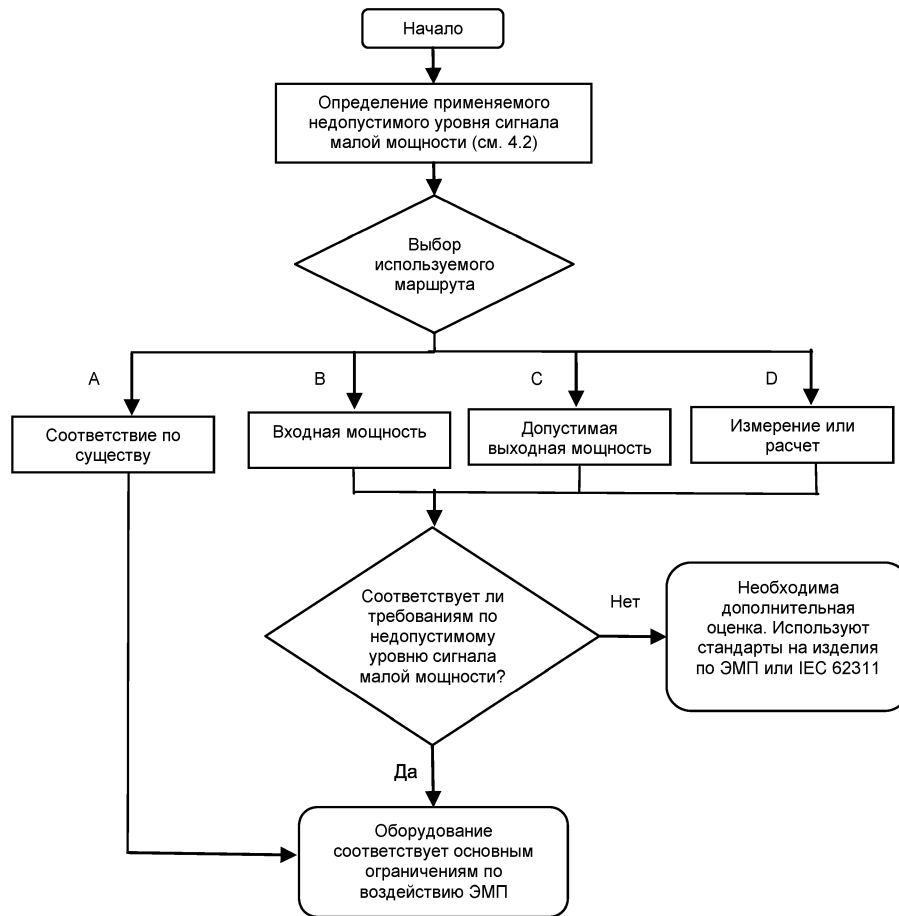 Начало
Определение применяемого
недопустимого уровня сигнала
малой мощности (см. 4.2)
Выбор
используемого
маршрута
A
B
C
D
Соответствие по
существу
Входная мощность
Допустимая
выходная мощность
Измерение или
расчет
Соответствует ли
требованиям по
недопустимому
уровню сигнала
малой мощности?
Нет
Необходима
дополнительная
оценка. Используют
стандарты на изделия
по ЭМП или IEC 62311
Да
Оборудование
соответствует основным
ограничениям по
воздействию ЭМП